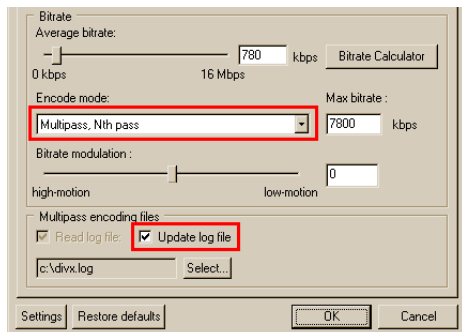 Bitrate
Average bitrate:
780 kbps Bitrate Calculator
0 kbps 16 Mbps
Encode mode: Max bitrate :
Multipass, Nth pass 7800 kbps
Bitrate modulation :
0
high-motion low-motion
Multipass encoding files
Read log file: Update log file
c:\divx.log Select...
Settings Restore defaults OK Cancel